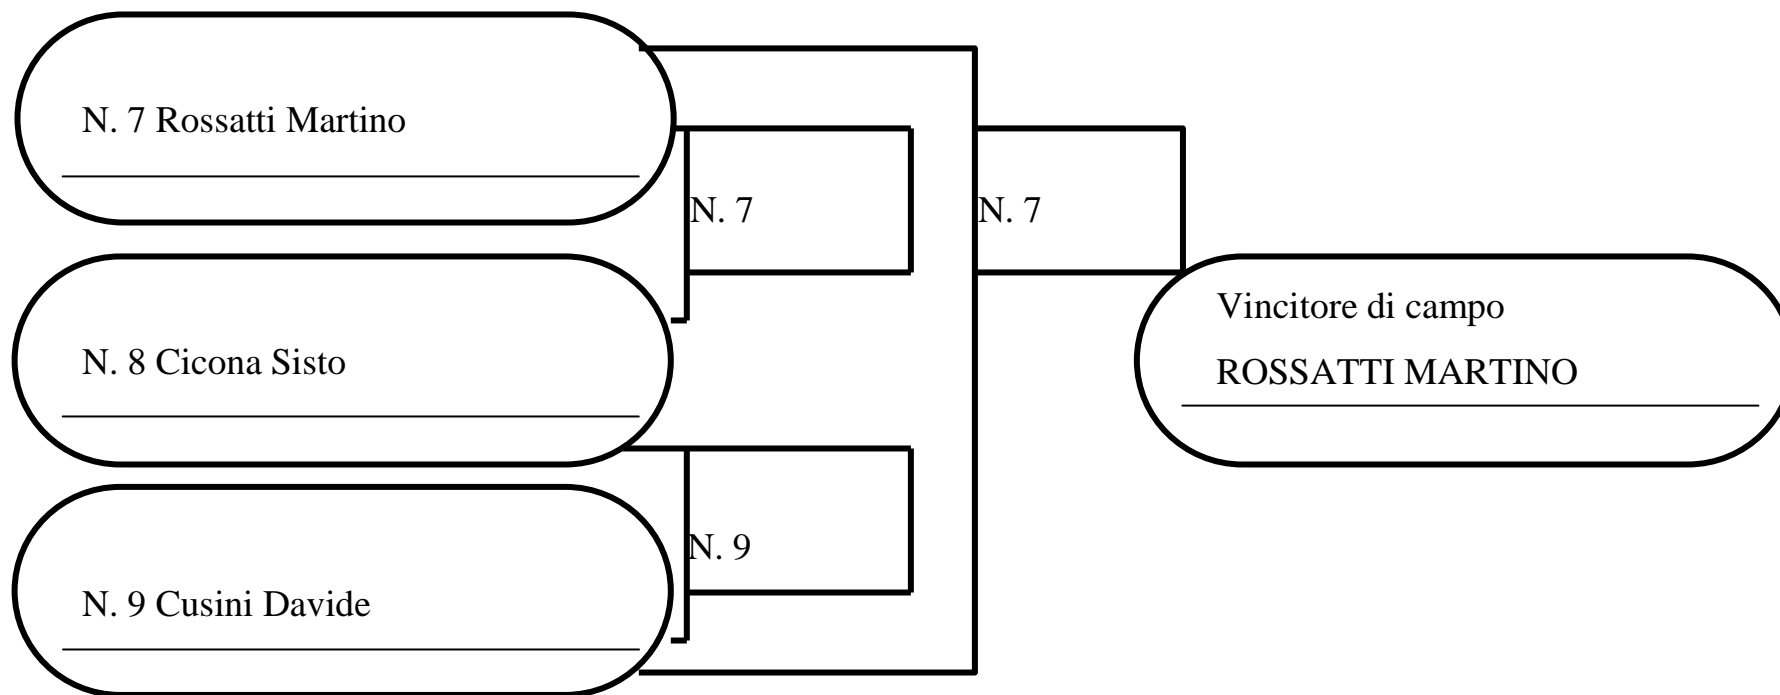 N. 7 Rossatti Martino
N. 7
N. 7
Vincitore di campo
ROSSATTI MARTINO
N. 8 Cicona Sisto
N. 9
N. 9 Cusini Davide